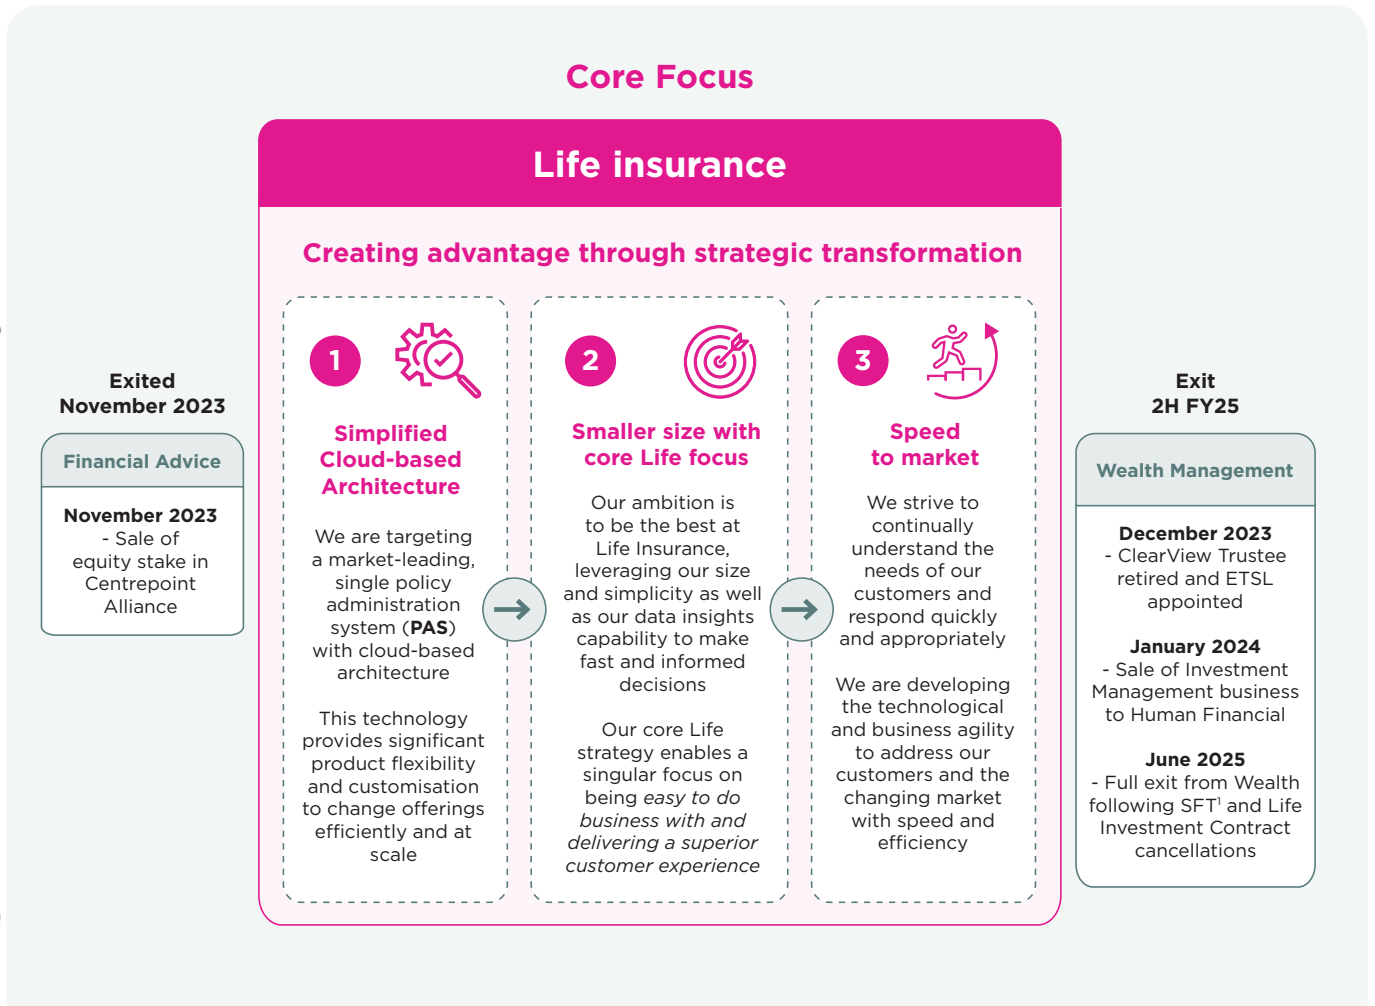 Core Focus
Life insurance
Creating advantage through strategic transformation
Exited
November 2023
Financial Advice
November 2023
- Sale of
equity stake in
Centrepoint
Alliance
1
Simplified
Cloud-based
Architecture
We are targeting
a market-leading,
single policy
administration
system (PAS)
with cloud-based
architecture
This technology
provides significant
product flexibility
and customisation
to change offerings
efficiently and at
scale
2
Smaller size with
core Life focus
Our ambition is
to be the best at
Life Insurance,
leveraging our size
and simplicity as well
as our data insights
capability to make
fast and informed
decisions
Our core Life
strategy enables a
singular focus on
being easy to do
business with and
delivering a superior
customer experience
3
Speed
to market
We strive to
continually
understand the
needs of our
customers and
respond quickly
and appropriately
We are developing
the technological
and business agility
to address our
customers and the
changing market
with speed and
efficiency
Exit
2H FY25
Wealth Management
December 2023
- ClearView Trustee
retired and ETSL
appointed
January 2024
- Sale of Investment
Management business
to Human Financial
June 2025
- Full exit from Wealth
following SFT¹ and Life
Investment Contract
cancellations